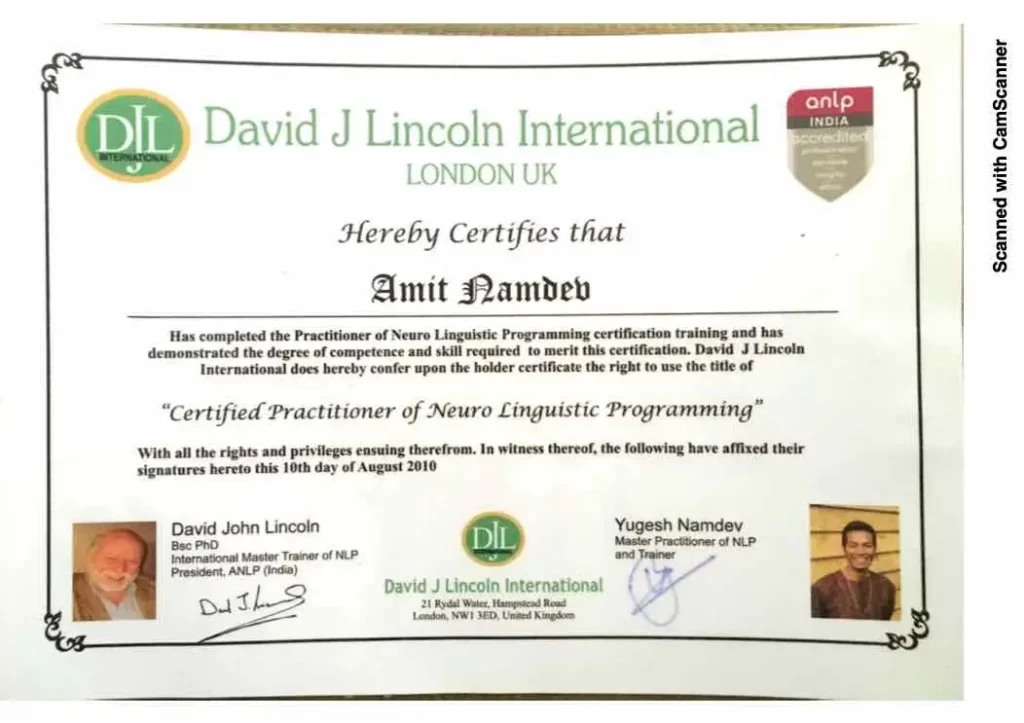 DJL
INTERNATIONAL
David J Lincoln International
LONDON UK
anlp
INDIA
accredited
Hereby Certifies that
Amit Namdev
Has completed the Practitioner of Neuro Linguistic Programming certification training and has
demonstrated the degree of competence and skill required to merit this certification. David J Lincoln
International does hereby confer upon the holder certificate the right to use the title of
“Certified Practitioner of Neuro Linguistic Programming”
With all the rights and privileges ensuing therefrom. In witness thereof, the following have affixed their
signatures hereto this 10th day of August 2010
David John Lincoln
Bsc PhD
International Master Trainer of NLP
President, ANLP (India)
DJL
David J Lincoln International
21 Rydal Water, Hampstead Road
London, NW1 3ED, United Kingdom
Yugesh Namdev
Master Practitioner of NLP
and Trainer
Scanned with CamScanner